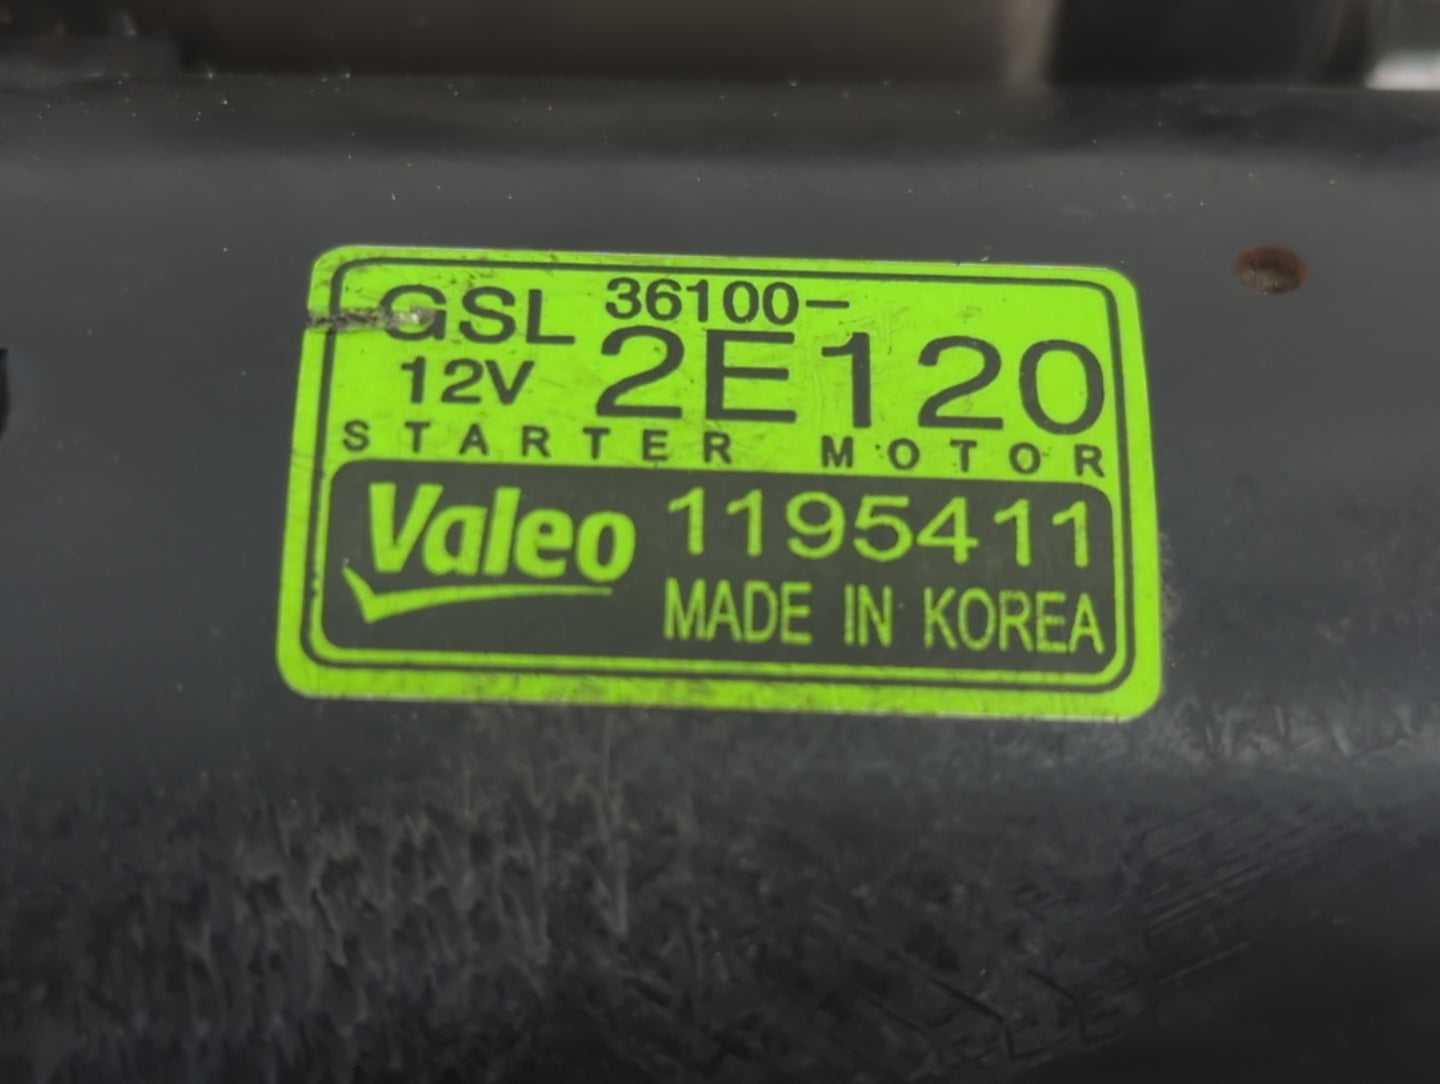 GSL 36100-
12V 2E120
STARTER MOTOR
Valeo 1195411
MADE IN KOREA